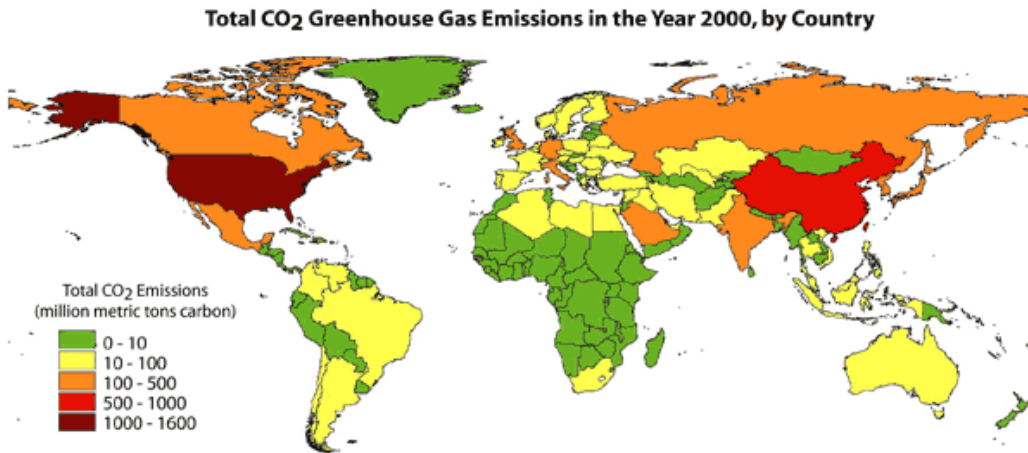 Total CO2 Greenhouse Gas Emissions in the Year 2000, by Country
Total CO2 Emissions
(million metric tons carbon)
0 - 10
10 - 100
100 - 500
500 - 1000
1000 - 1600